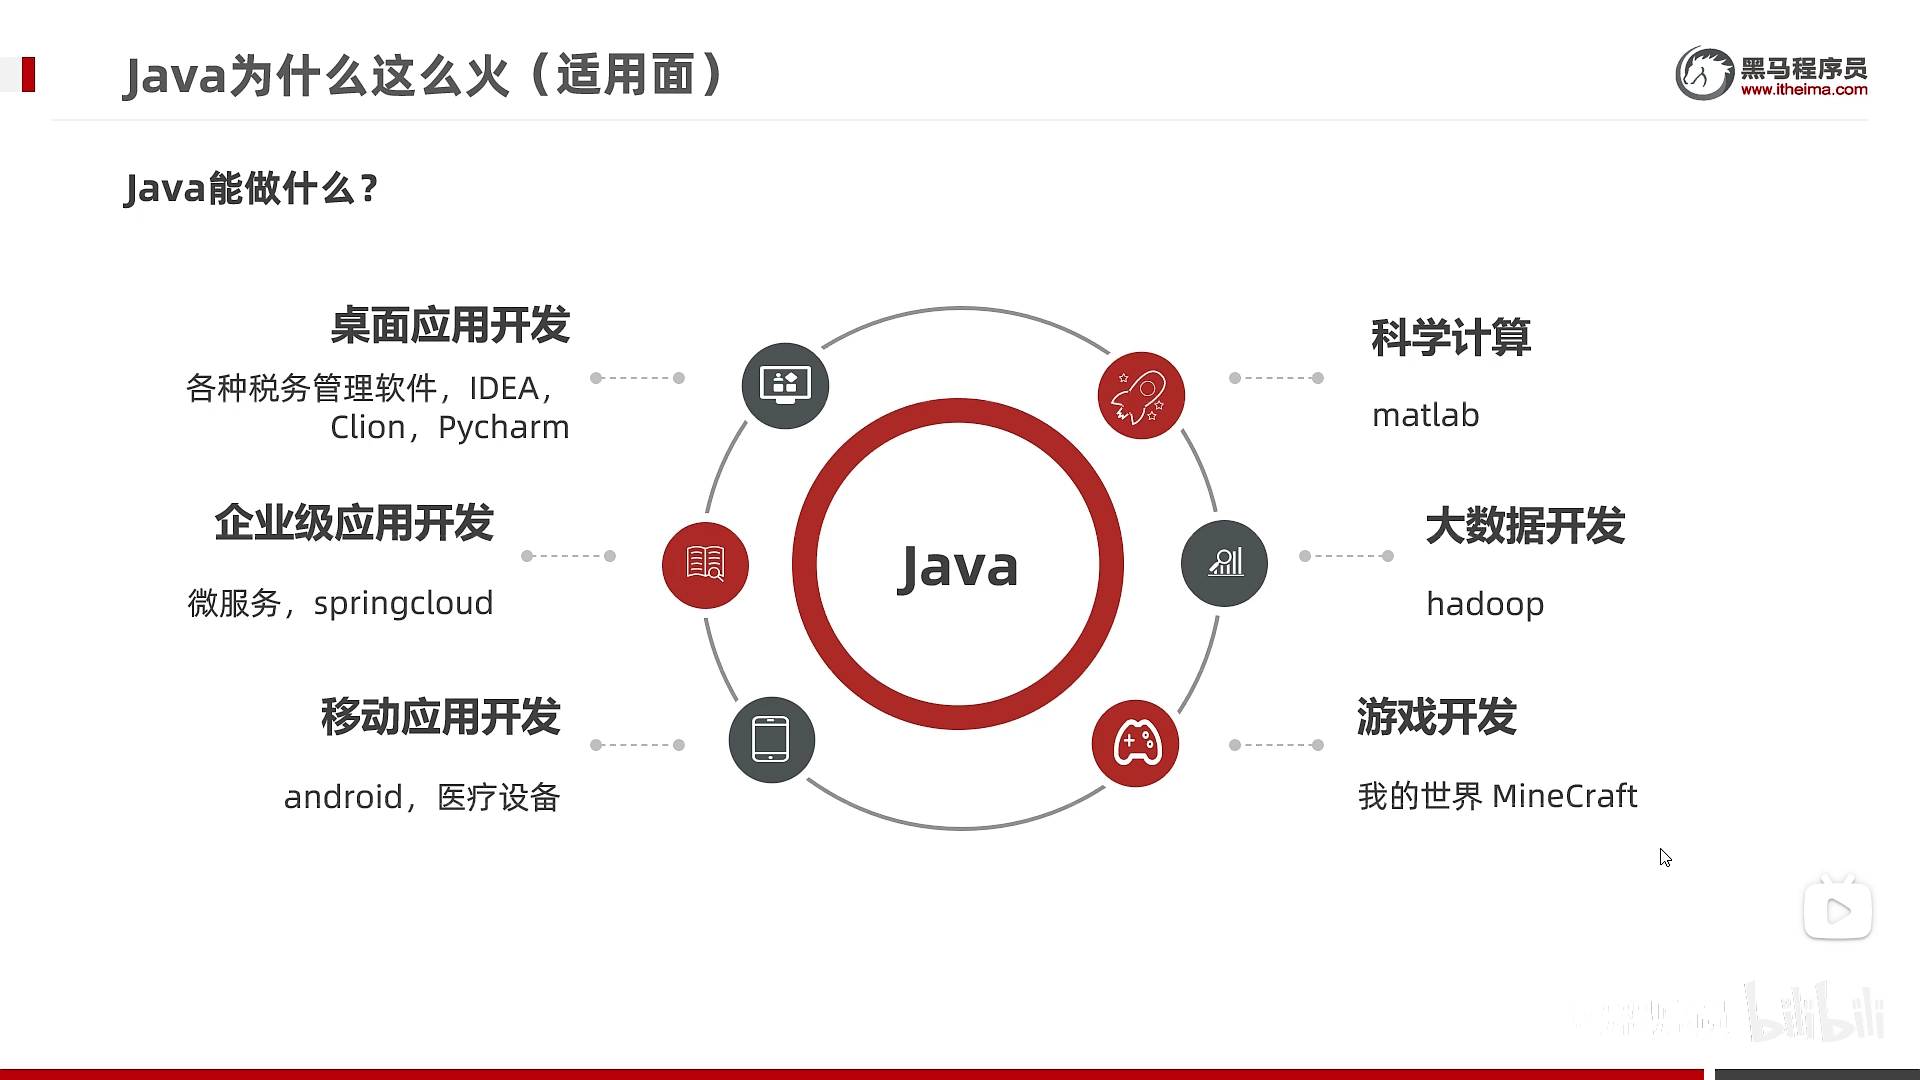 Java为什么这么火（适用面）
黑马程序员
www.itheima.com
Java能做什么？
桌面应用开发
各种税务管理软件，IDEA，
Clion，Pycharm
企业级应用开发
微服务，springcloud
移动应用开发
android，医疗设备
Java
科学计算
matlab
大数据开发
hadoop
游戏开发
我的世界 MineCraft
bilibili